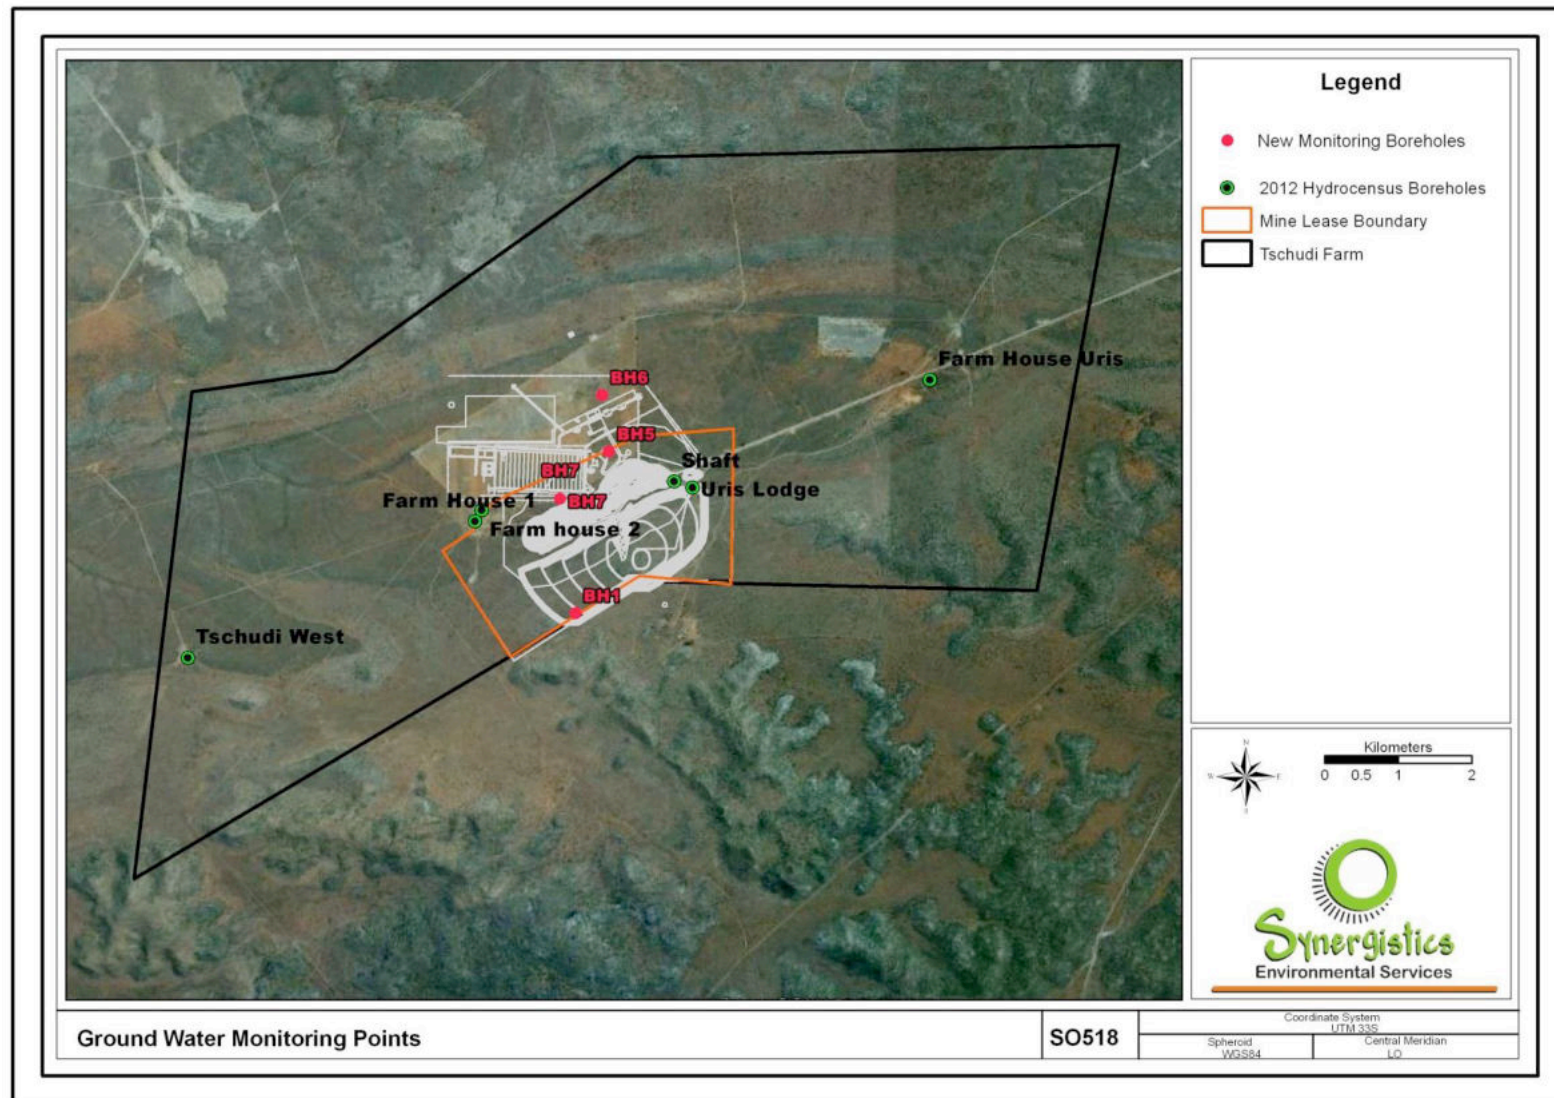 Legend
New Monitoring Boreholes
2012 Hydrocensus Boreholes
Mine Lease Boundary
Tschudi Farm
Farm House Uris
BH6
BH5
Shaft
BH7
Uris Lodge
Farm House 1
BH7
Farm house 2
BH1
Tschudi West
N
W
E
S
Kilometers
0 0.5 1 2
Synergistics
Environmental Services
Ground Water Monitoring Points
SO518
Coordinate System
UTM 33S
Spheroid
WGS84
Central Meridian
LO